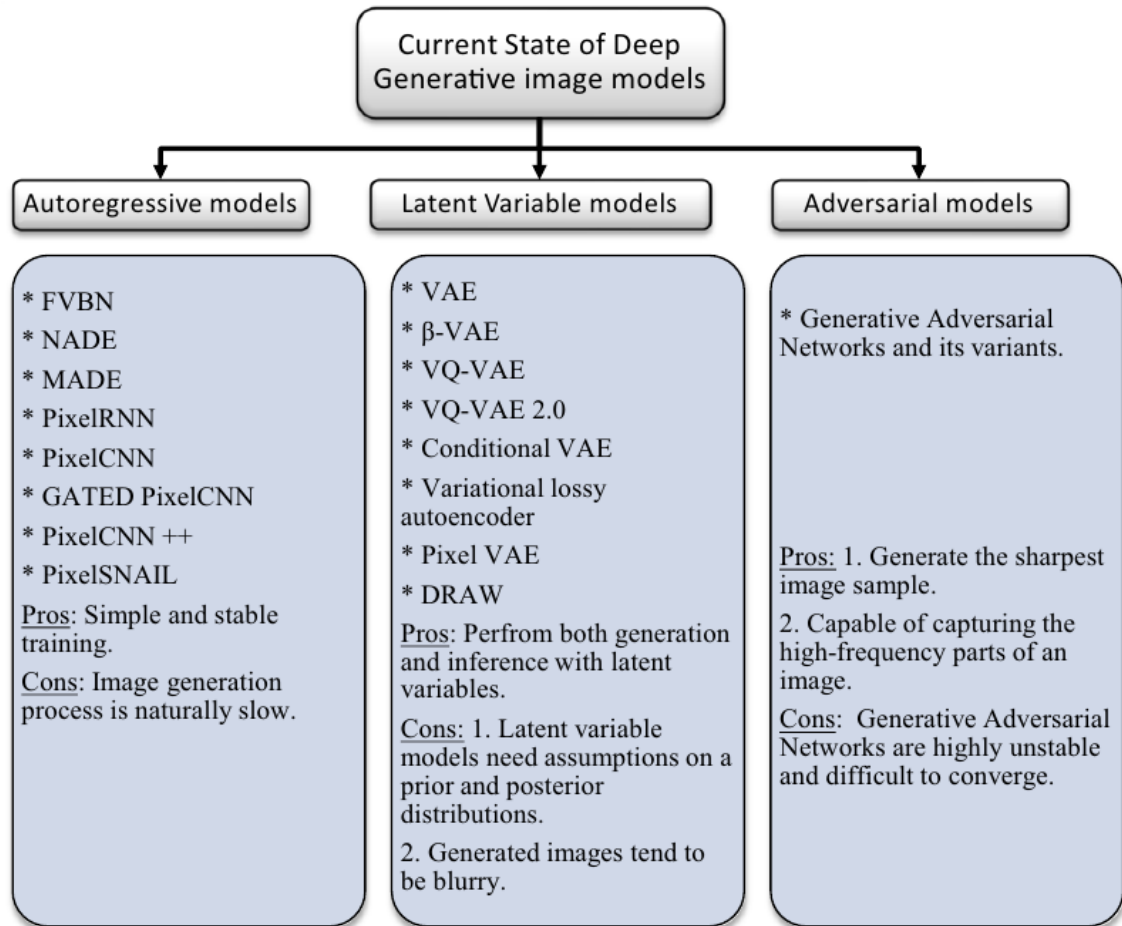 Current State of Deep
Generative image models
Autoregressive models
* FVBN
* NADE
* MADE
* PixelRNN
* PixelCNN
* GATED PixelCNN
* PixelCNN ++
* PixelSNAIL
Pros: Simple and stable
training.
Cons: Image generation
process is naturally slow.
Latent Variable models
* VAE
* β-VAE
* VQ-VAE
* VQ-VAE 2.0
* Conditional VAE
* Variational lossy
autoencoder
* Pixel VAE
* DRAW
Pros: Perfrom both generation
and inference with latent
variables.
Cons: 1. Latent variable
models need assumptions on a
prior and posterior
distributions.
2. Generated images tend to
be blurry.
Adversarial models
* Generative Adversarial
Networks and its variants.
Pros: 1. Generate the sharpest
image sample.
2. Capable of capturing the
high-frequency parts of an
image.
Cons:  Generative Adversarial
Networks are highly unstable
and difficult to converge.